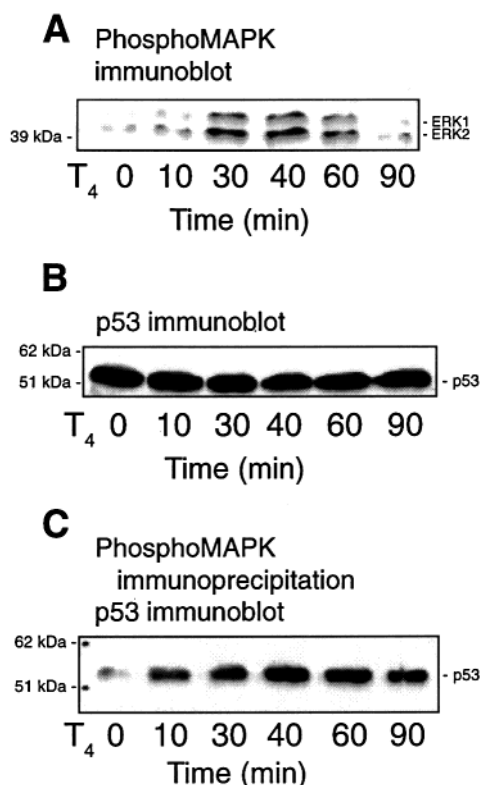 A
PhosphoMAPK
immunoblot
39 kDa -
- ERK1
- ERK2
T4 0 10 30 40 60 90
Time (min)
B
p53 immunoblot
62 kDa -
51 kDa -
- p53
T4 0 10 30 40 60 90
Time (min)
C
PhosphoMAPK
immunoprecipitation
p53 immunoblot
62 kDa -
51 kDa -
- p53
T4 0 10 30 40 60 90
Time (min)